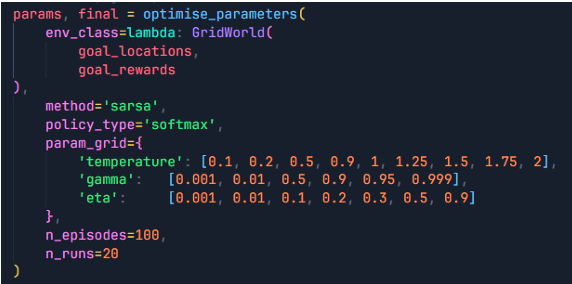 params, final = optimise_parameters(
    env_class=lambda: GridWorld(
        goal_locations,
        goal_rewards
),
    method='sarsa',
    policy_type='softmax',
    param_grid={
        'temperature': [0.1, 0.2, 0.5, 0.9, 1, 1.25, 1.5, 1.75, 2],
        'gamma':   [0.001, 0.01, 0.5, 0.9, 0.95, 0.999],
        'eta':     [0.001, 0.01, 0.1, 0.2, 0.3, 0.5, 0.9]
    },
    n_episodes=100,
    n_runs=20
)